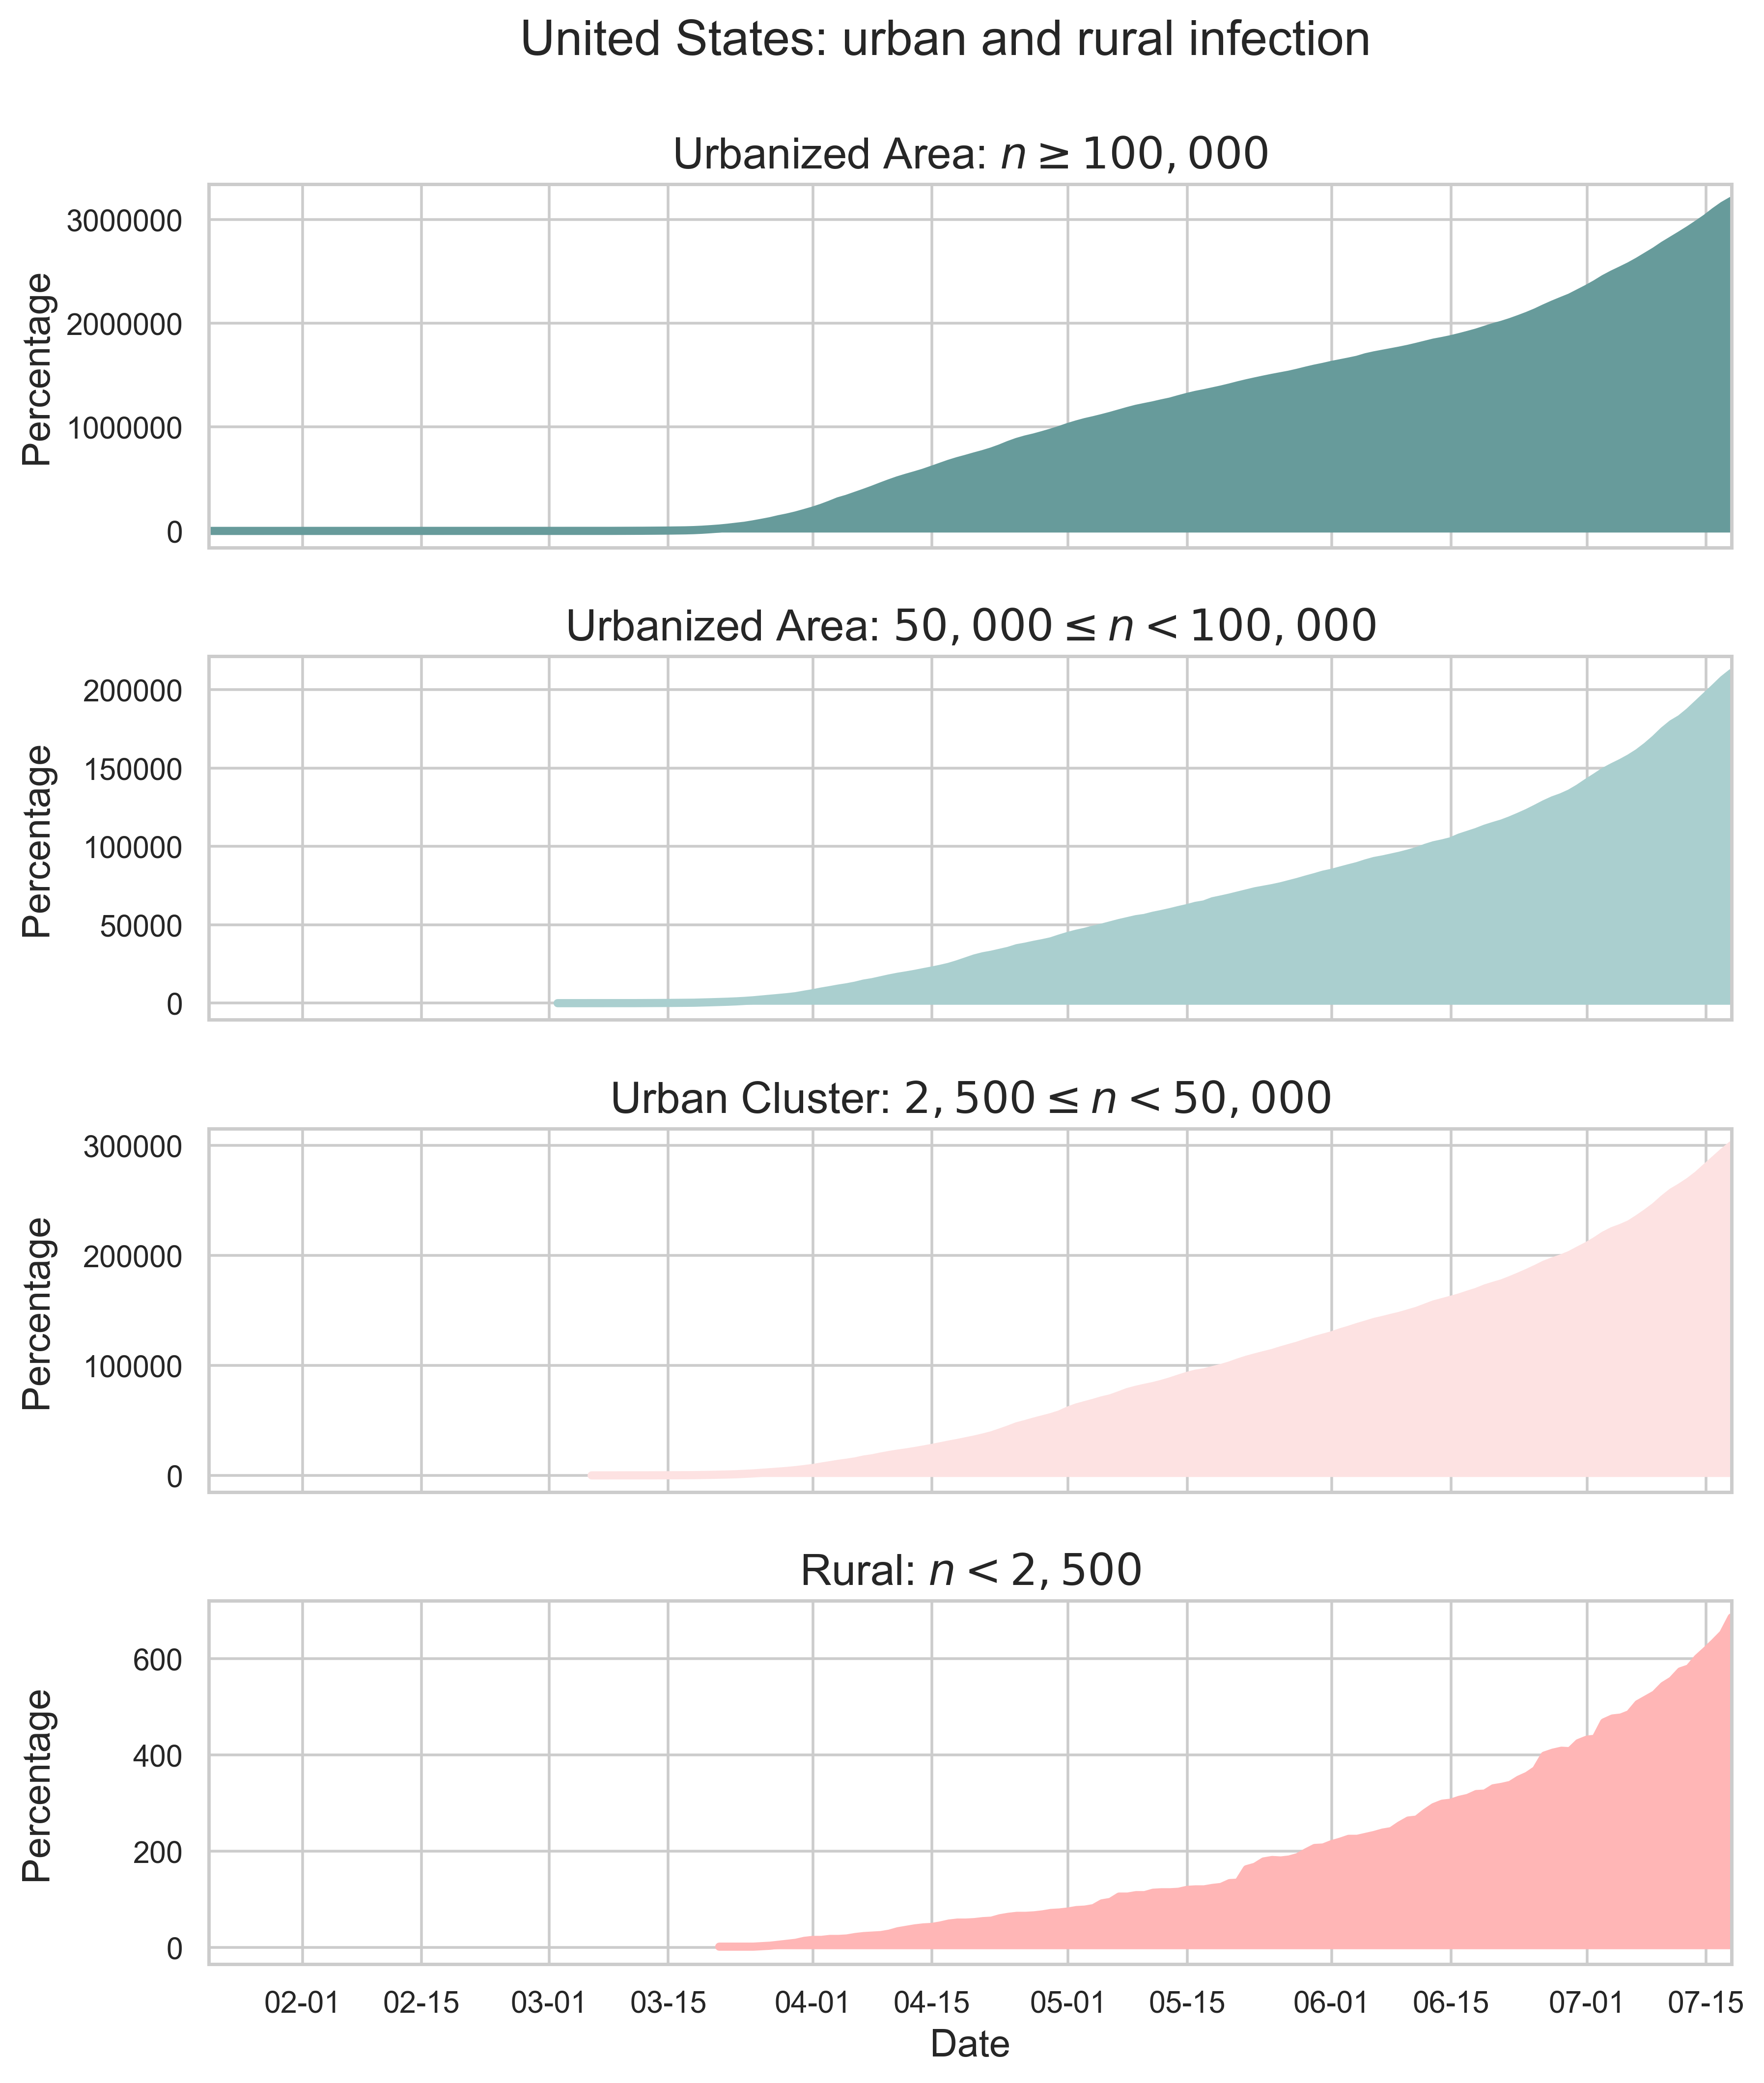 United States: urban and rural infection
Urbanized Area: n ≥ 100,000
Percentage
3000000
2000000
1000000
0
Urbanized Area: 50,000 ≤ n < 100,000
Percentage
200000
150000
100000
50000
0
Urban Cluster: 2,500 ≤ n < 50,000
Percentage
300000
200000
100000
0
Rural: n < 2,500
Percentage
600
400
200
0
02-01 02-15 03-01 03-15 04-01 04-15 05-01 05-15 06-01 06-15 07-01 07-15
Date